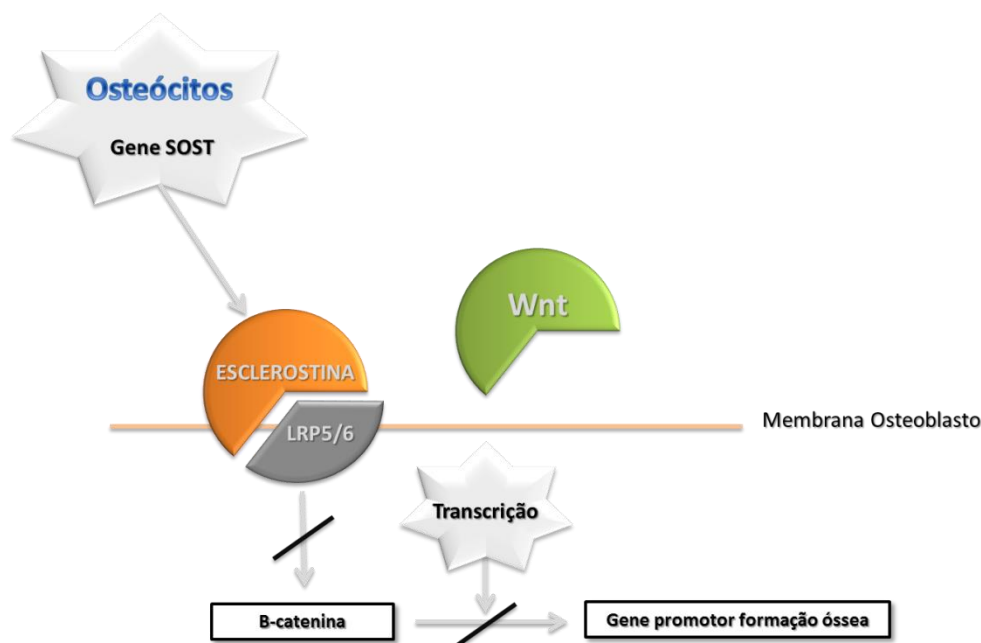 Osteócitos
Gene SOST
Wnt
ESCLEROSTINA
LRP5/6
Membrana Osteoblasto
Transcrição
B-catenina
Gene promotor formação óssea